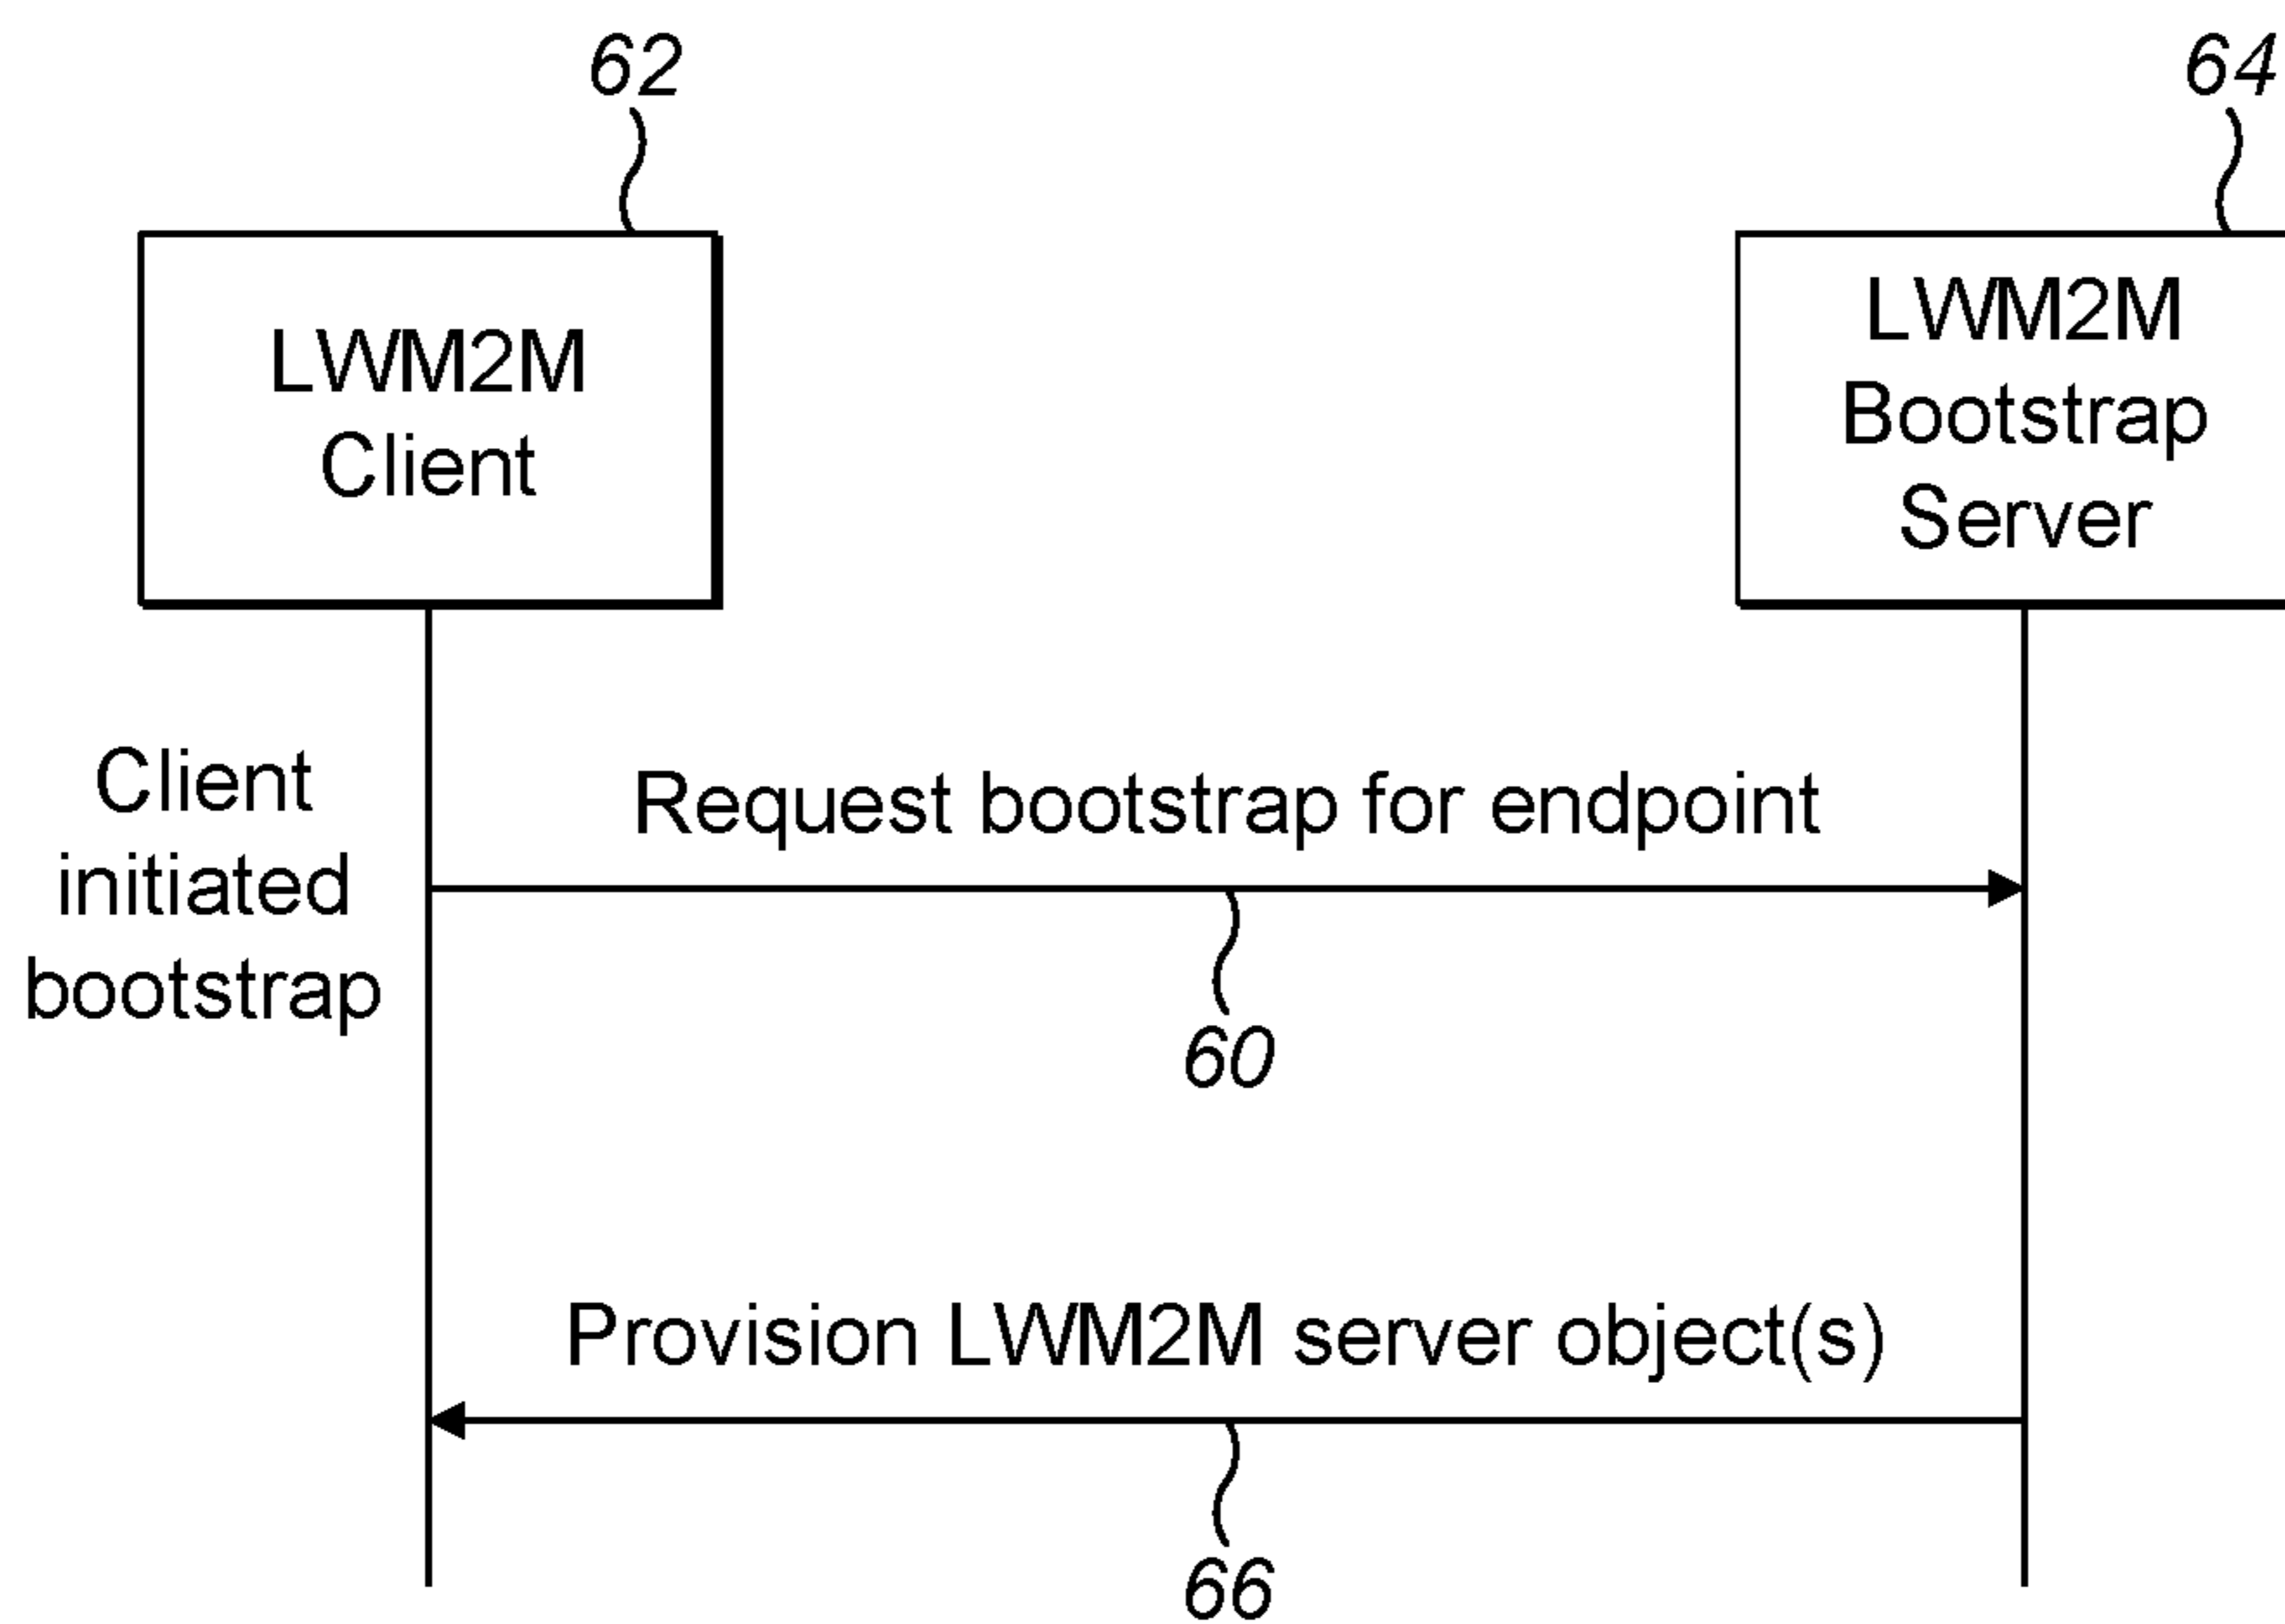 62
64
LWM2M
Client
LWM2M
Bootstrap
Server
Client
initiated
bootstrap
Request bootstrap for endpoint
60
Provision LWM2M server object(s)
66